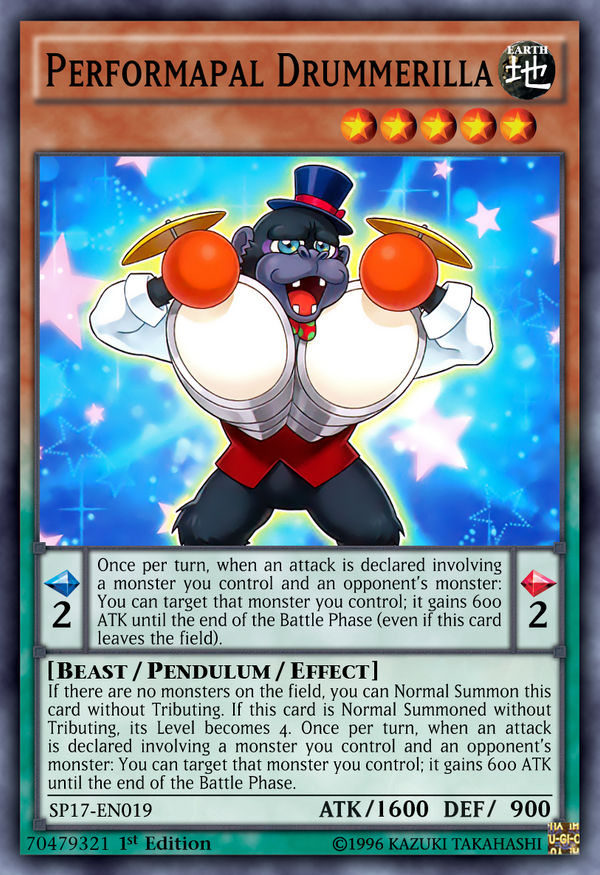 PERFORMAPAL DRUMMERILLA
EARTH
地
Once per turn, when an attack is declared involving
a monster you control and an opponent's monster:
You can target that monster you control; it gains 600
ATK until the end of the Battle Phase (even if this card
leaves the field).
2
2
[BEAST / PENDULUM / EFFECT]
If there are no monsters on the field, you can Normal Summon this
card without Tributing. If this card is Normal Summoned without
Tributing, its Level becomes 4. Once per turn, when an attack
is declared involving a monster you control and an opponent's
monster: You can target that monster you control; it gains 600 ATK
until the end of the Battle Phase.
SP17-EN019
ATK/1600 DEF/ 900
70479321 1st Edition
©1996 KAZUKI TAKAHASHI